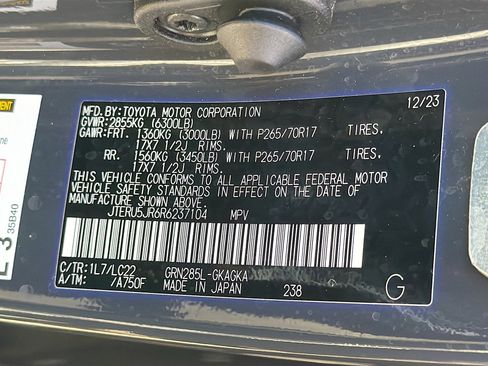 MFD.BY:TOYOTA MOTOR CORPORATION 12/23
GVWR:2855KG (6300LB)
GAWR:FRT. 1360KG (3000LB) WITH P265/70R17 TIRES,
17X7 1/2J RIMS.
RR. 1560KG (3450LB) WITH P265/70R17 TIRES,
17X7 1/2J RIMS.
THIS VEHICLE CONFORMS TO ALL APPLICABLE FEDERAL MOTOR
VEHICLE SAFETY STANDARDS IN EFFECT ON THE DATE OF
MANUFACTURE SHOWN ABOVE.
JTERU5JR6R6237104 MPV
C/TR:1L7/LC22 GRN285L-GKAGKA
A/TM: /A750F MADE IN JAPAN 238 G
35B40